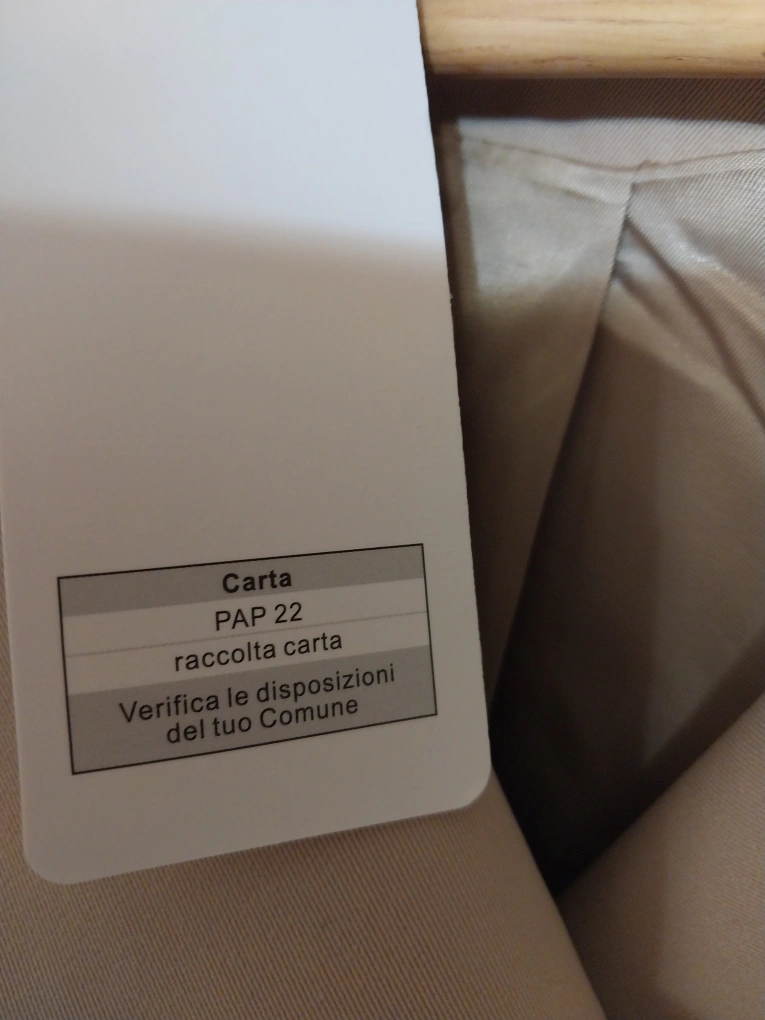 Carta
PAP 22
raccolta carta
Verifica le disposizioni
del tuo Comune